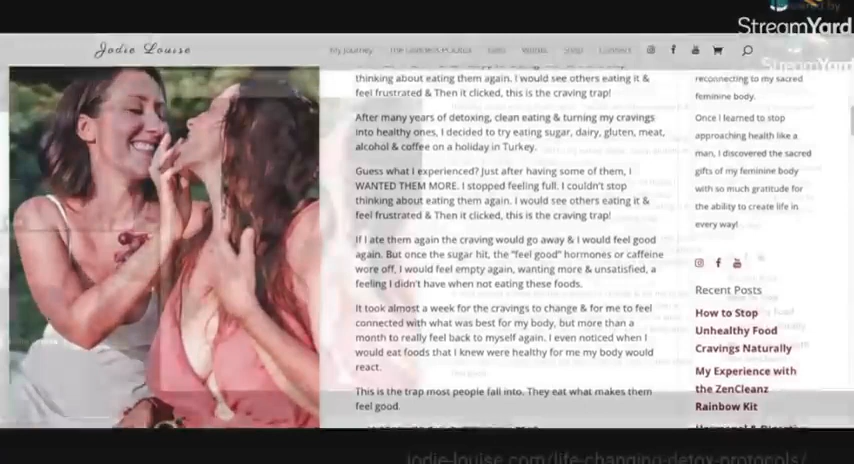 Powered by
StreamYard
StreamYard
Jodie Louise
My Journey
Shop
Connect
thinking about eating them again. I would see others eating it &
feel frustrated & Then it clicked, this is the craving trap!
After many years of detoxing, clean eating & turning my cravings
into healthy ones, I decided to try eating sugar, dairy, gluten, meat,
alcohol & coffee on a holiday in Turkey.
Guess what I experienced? Just after having some of them, I
WANTED THEM MORE. I stopped feeling full. I couldn't stop
thinking about eating them again. I would see others eating it &
feel frustrated & Then it clicked, this is the craving trap!
If I ate them again the craving would go away & I would feel good
again. But once the sugar hit, the "feel good" hormones or caffeine
wore off, I would feel empty again, wanting more & unsatisfied, a
feeling I didn't have when not eating these foods.
It took almost a week for the cravings to change & for me to feel
connected with what was best for my body, but more than a
month to really feel back to myself again. I even noticed when I
would eat foods that I knew were healthy for me my body would
react.
This is the trap most people fall into. They eat what makes them
feel good.
reconnecting to my sacred
feminine body.
Once I learned to stop
approaching health like a
man, I discovered the sacred
gifts of my feminine body
with so much gratitude for
the ability to create life in
every way!
Recent Posts
How to Stop
Unhealthy Food
Cravings Naturally
My Experience with
the ZenCleanz
Rainbow Kit
jodie-louise.com/life-changing-detox-protocols/